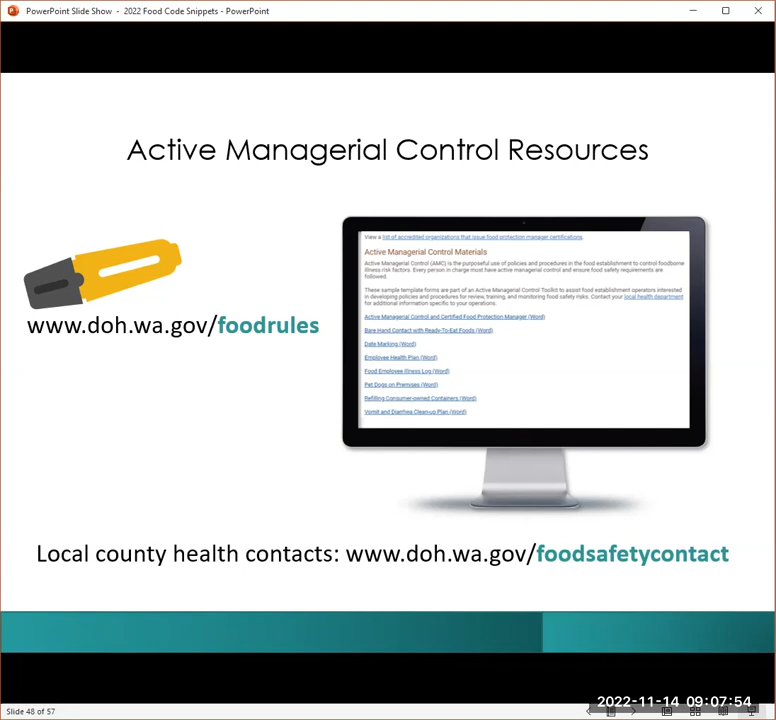 PowerPoint Slide Show - 2022 Food Code Snippets - PowerPoint
Active Managerial Control Resources
www.doh.wa.gov/foodrules
View a list of accredited organizations that issue food protection manager certifications.
Active Managerial Control Materials
Active Managerial Control (AMC) is the purposeful use of policies and procedures in the food establishment to control foodborne
illness risk factors. Every person in charge must have active managerial control and ensure food safety requirements are
followed.
These sample template forms are part of an Active Managerial Control Toolkit to assist food establishment operators interested
in developing policies and procedures for review, training, and monitoring food safety risks. Contact your local health department
for additional information specific to your operations.
Active Managerial Control and Certified Food Protection Manager (Word)
Bare Hand Contact with Ready-To-Eat Foods (Word)
Date Marking (Word)
Employee Health Plan (Word)
Food Employee Illness Log (Word)
Pet Dogs on Premises (Word)
Refilling Consumer-owned Containers (Word)
Vomit and Diarrhea Clean-up Plan (Word)
Local county health contacts: www.doh.wa.gov/foodsafetycontact
2022-11-14 09:07:54
Slide 48 of 57